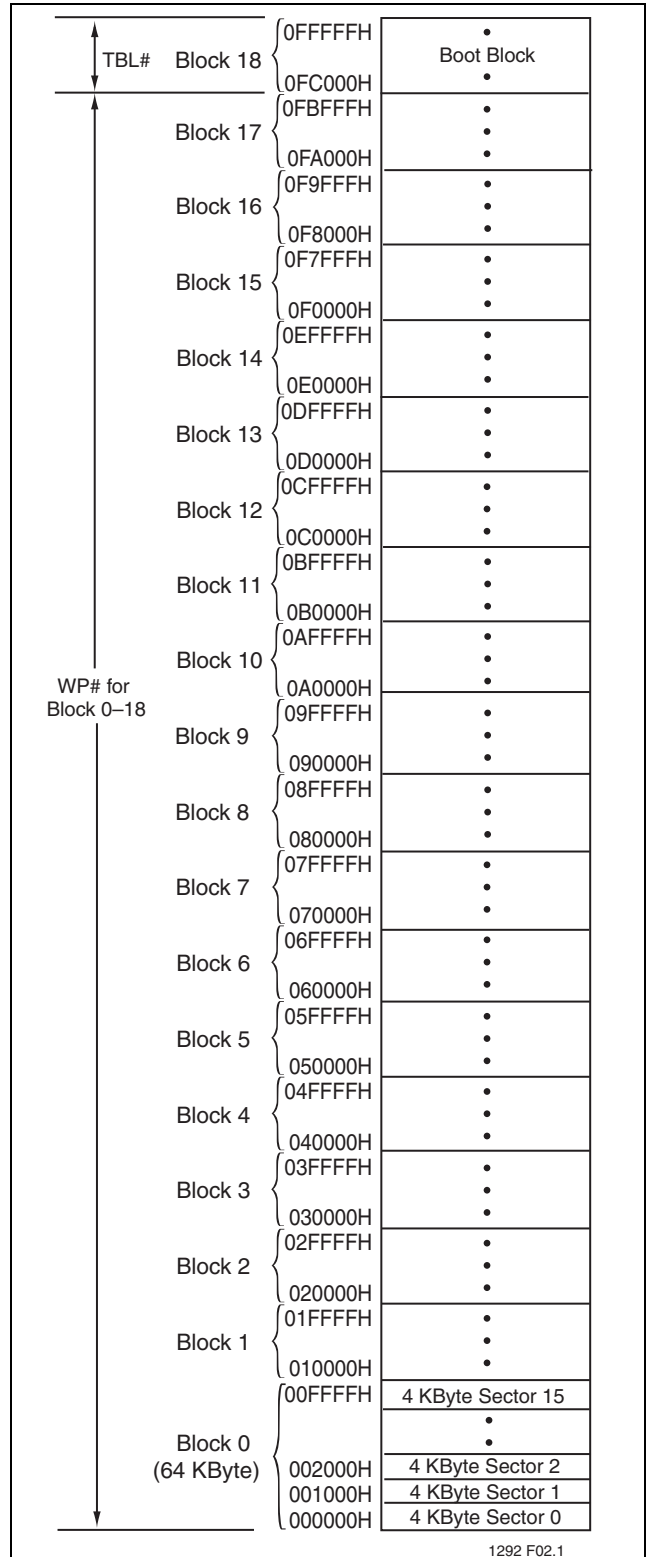 0FFFFFH
TBL# Block 18 Boot Block
0FC000H
0FBFFFH
Block 17
0FA000H
0F9FFFH
Block 16
0F8000H
0F7FFFH
Block 15
0F0000H
0EFFFFH
Block 14
0E0000H
0DFFFFH
Block 13
0D0000H
0CFFFFH
Block 12
0C0000H
0BFFFFH
Block 11
0B0000H
0AFFFFH
Block 10
0A0000H
WP# for
Block 0–18
09FFFFH
Block 9
090000H
08FFFFH
Block 8
080000H
07FFFFH
Block 7
070000H
06FFFFH
Block 6
060000H
05FFFFH
Block 5
050000H
04FFFFH
Block 4
040000H
03FFFFH
Block 3
030000H
02FFFFH
Block 2
020000H
01FFFFH
Block 1
010000H
00FFFFH 4 KByte Sector 15
Block 0
(64 KByte)
002000H 4 KByte Sector 2
001000H 4 KByte Sector 1
000000H 4 KByte Sector 0
1292 F02.1